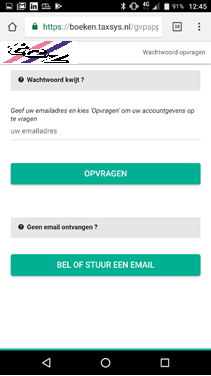 4G 91% 12:45
https://boeken.taxsys.nl/gvpapp
Wachtwoord opvragen
Wachtwoord kwijt ?
Geef uw emailadres en kies 'Opvragen' om uw accountgevens op
te vragen
uw emailadres
OPVRAGEN
Geen email ontvangen ?
BEL OF STUUR EEN EMAIL